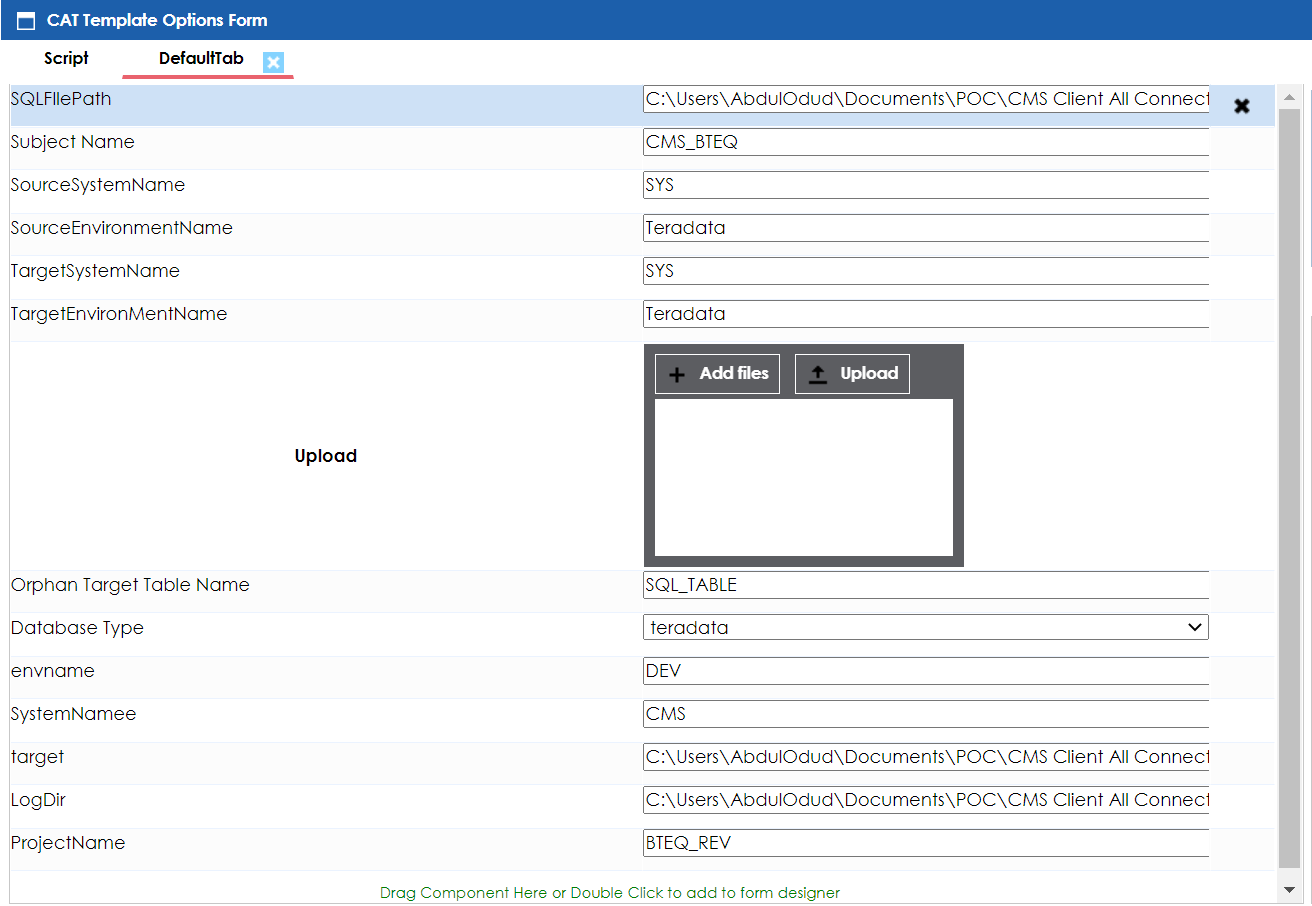 CAT Template Options Form
Script DefaultTab
SQLFIlePath C:\Users\AbdulOdud\Documents\POC\CMS Client All Connect
Subject Name CMS_BTEQ
SourceSystemName SYS
SourceEnvironmentName Teradata
TargetSystemName SYS
TargetEnvironMentName Teradata
Add files Upload
Upload
Orphan Target Table Name SQL_TABLE
Database Type teradata
envname DEV
SystemNamee CMS
target C:\Users\AbdulOdud\Documents\POC\CMS Client All Connect
LogDir C:\Users\AbdulOdud\Documents\POC\CMS Client All Connect
ProjectName BTEQ_REV
Drag Component Here or Double Click to add to form designer